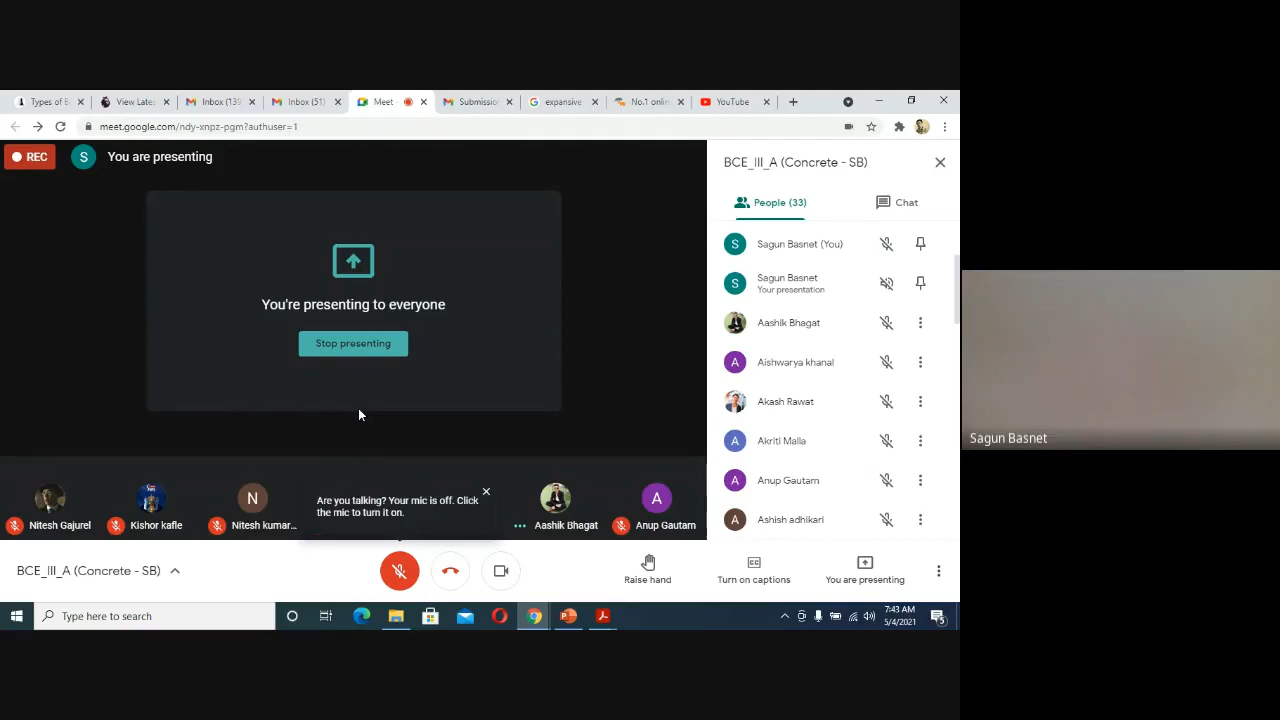 Types of B
View Late
Inbox (139
Inbox (51)
Meet -
Submissio
expansive
No.1 onlin
YouTube
meet.google.com/ndy-xnpz-pgm?authuser=1
REC
S
You are presenting
BCE_III_A (Concrete - SB)
People (33)
Chat
You're presenting to everyone
Stop presenting
S
Sagun Basnet (You)
S
Sagun Basnet
Your presentation
Aashik Bhagat
A
Aishwarya khanal
Akash Rawat
A
Akriti Malla
A
Anup Gautam
A
Ashish adhikari
Sagun Basnet
Nitesh Gajurel
Kishor kafle
N
Nitesh kumar...
Are you talking? Your mic is off. Click
the mic to turn it on.
Aashik Bhagat
A
Anup Gautam
BCE_III_A (Concrete - SB)
Raise hand
CC
Turn on captions
You are presenting
Type here to search
7:43 AM
5/4/2021
5